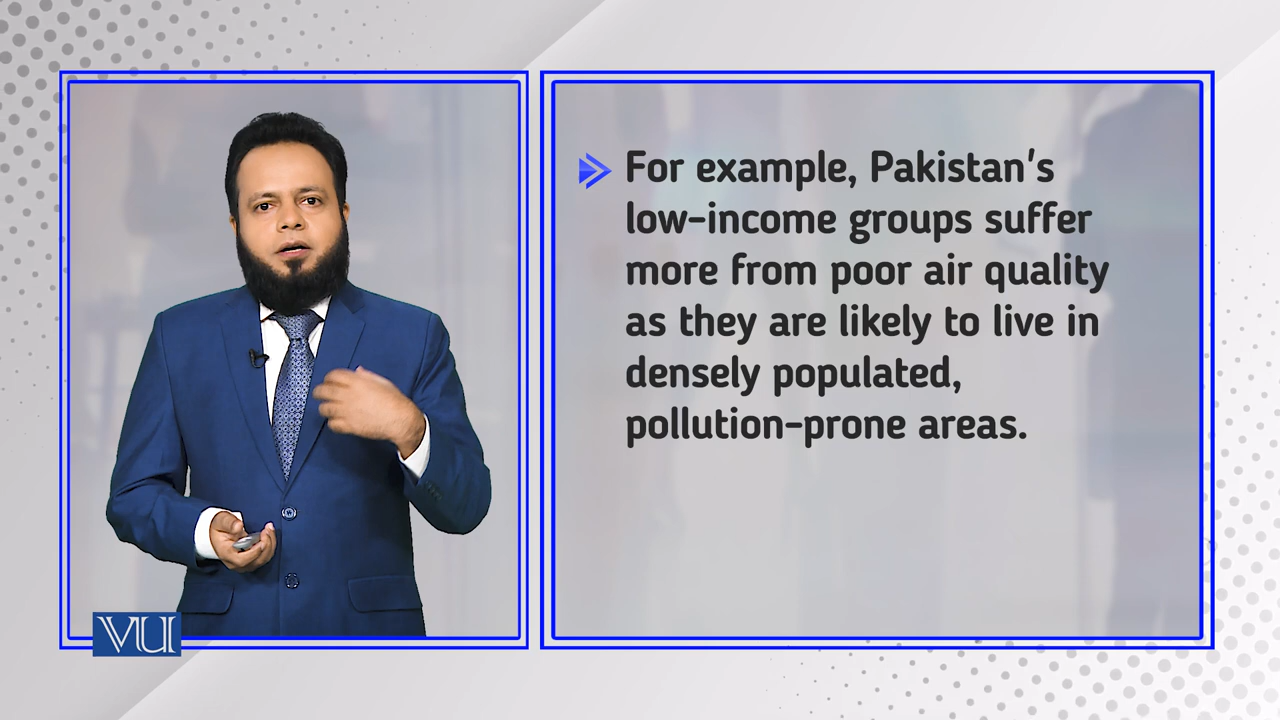 For example, Pakistan's
low-income groups suffer
more from poor air quality
as they are likely to live in
densely populated,
pollution-prone areas.
VU